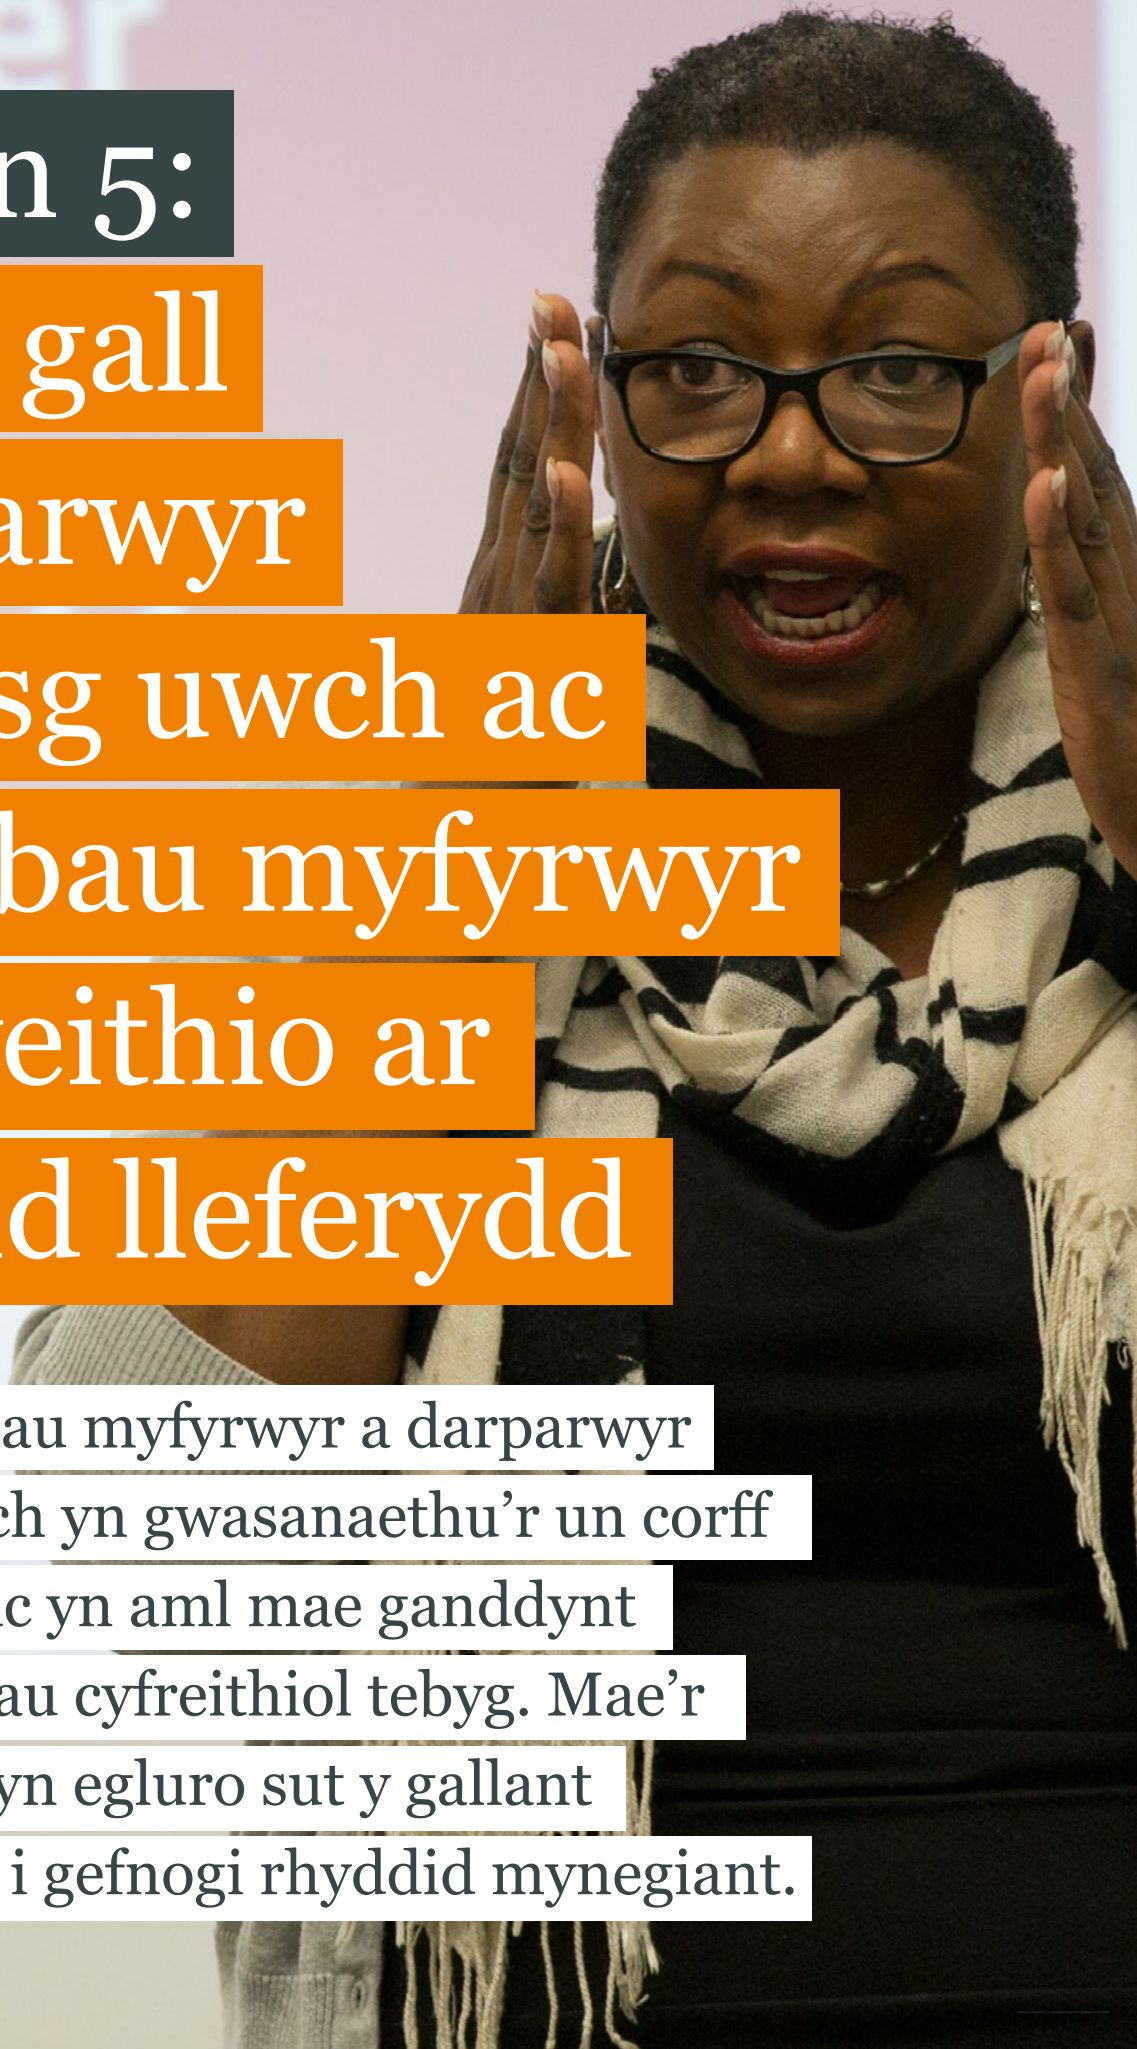 er
n 5:
gall
arwyr
sg uwch ac
bau myfyrwyr
eithio ar
d lleferydd
au myfyrwyr a darparwyr
ch yn gwasanaethu’r un corff
c yn aml mae ganddynt
au cyfreithiol tebyg. Mae’r
yn egluro sut y gallant
i gefnogi rhyddid mynegiant.